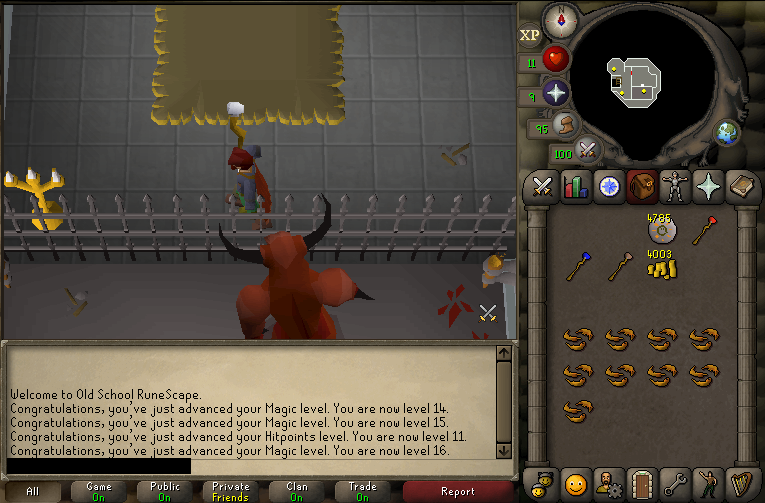 N
XP
11
9
95
100
4785
4003
Welcome to Old School RuneScape.
Congratulations, you've just advanced your Magic level. You are now level 14.
Congratulations, you've just advanced your Magic level. You are now level 15.
Congratulations, you've just advanced your Hitpoints level. You are now level 11.
Congratulations, you've just advanced your Magic level. You are now level 16.
All
Game
On
Public
On
Private
Friends
Clan
On
Trade
On
Report